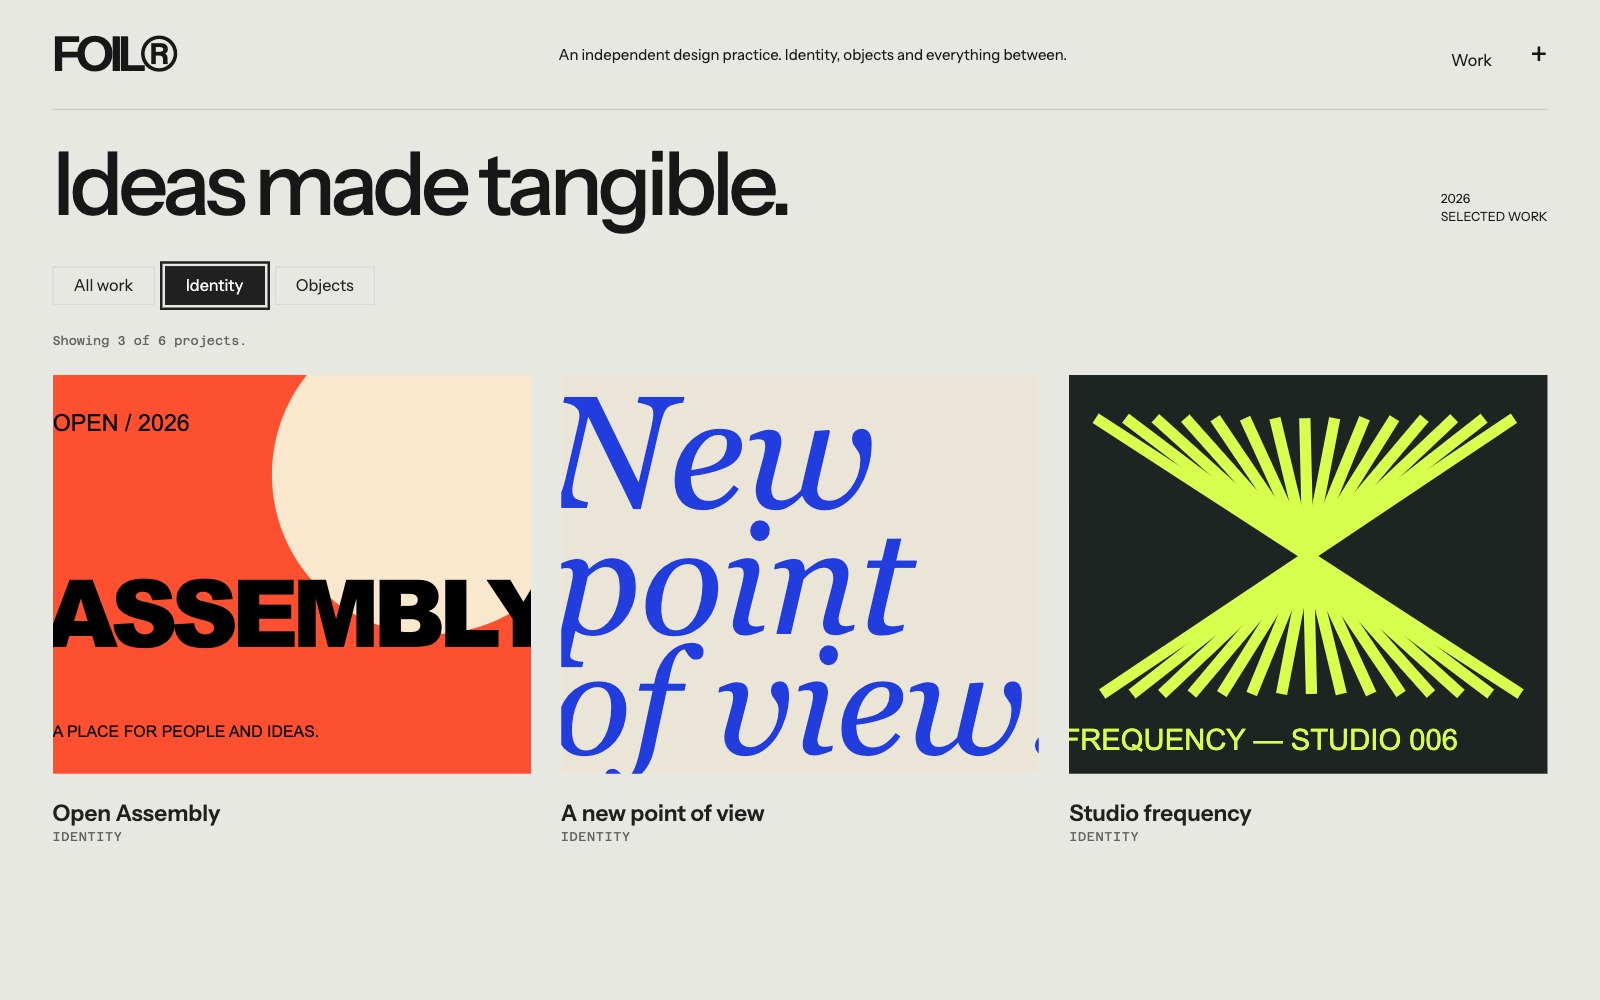 FOIL®
An independent design practice. Identity, objects and everything between.
Work
+
Ideas made tangible.
2026
SELECTED WORK
All work
Identity
Objects
Showing 3 of 6 projects.
OPEN / 2026
ASSEMBLY
A PLACE FOR PEOPLE AND IDEAS.
New
point
of view.
FREQUENCY — STUDIO 006
Open Assembly
IDENTITY
A new point of view
IDENTITY
Studio frequency
IDENTITY